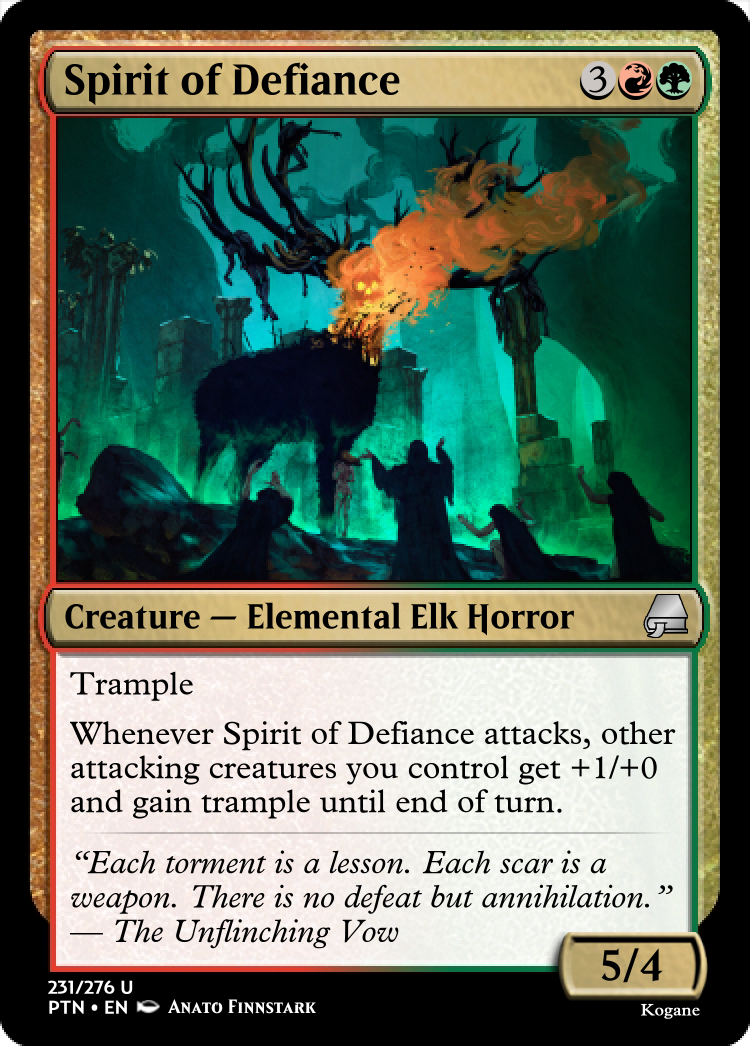 Spirit of Defiance 3
Creature — Elemental Elk Horror
Trample
Whenever Spirit of Defiance attacks, other
attacking creatures you control get +1/+0
and gain trample until end of turn.
“Each torment is a lesson. Each scar is a
weapon. There is no defeat but annihilation.”
— The Unflinching Vow
5/4
231/276 U
PTN • EN Anato Finnstark
Kogane